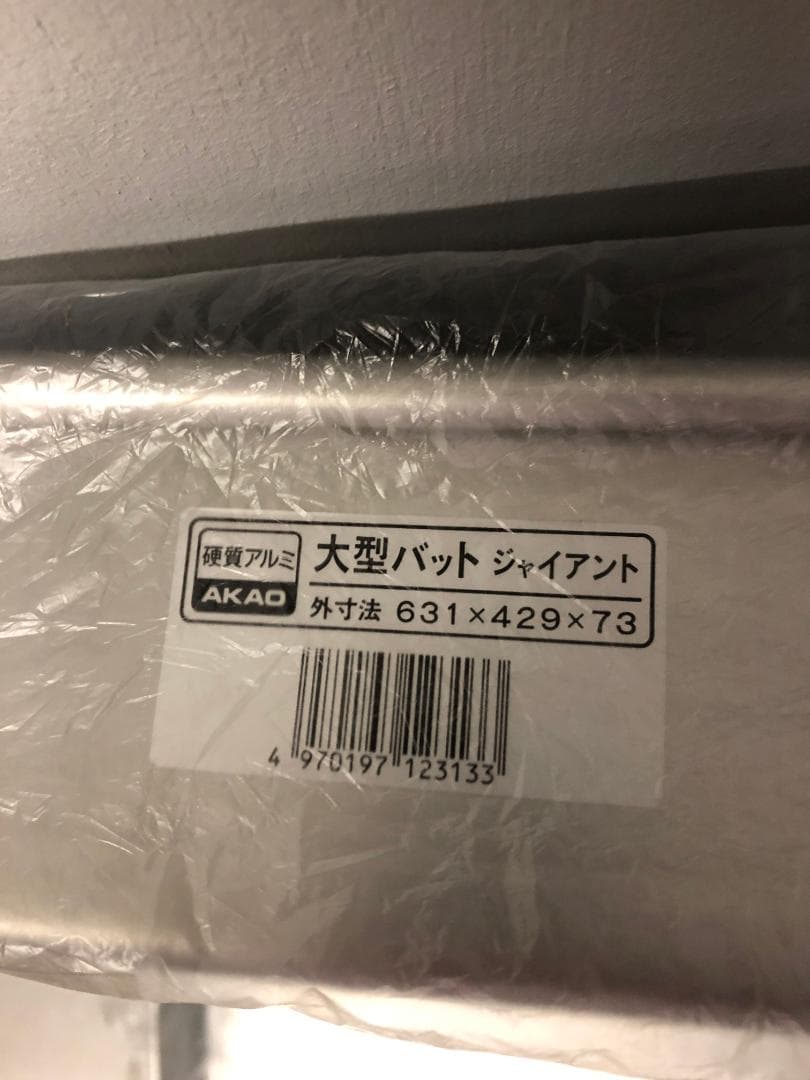 硬質アルミ
AKAO
大型バット ジャイアント
外寸法 631×429×73
4 970197 123133